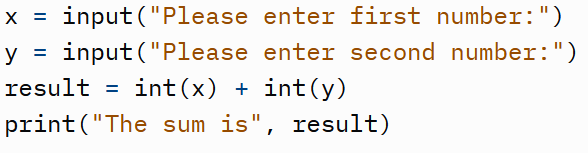 x = input("Please enter first number:")
y = input("Please enter second number:")
result = int(x) + int(y)
print("The sum is", result)